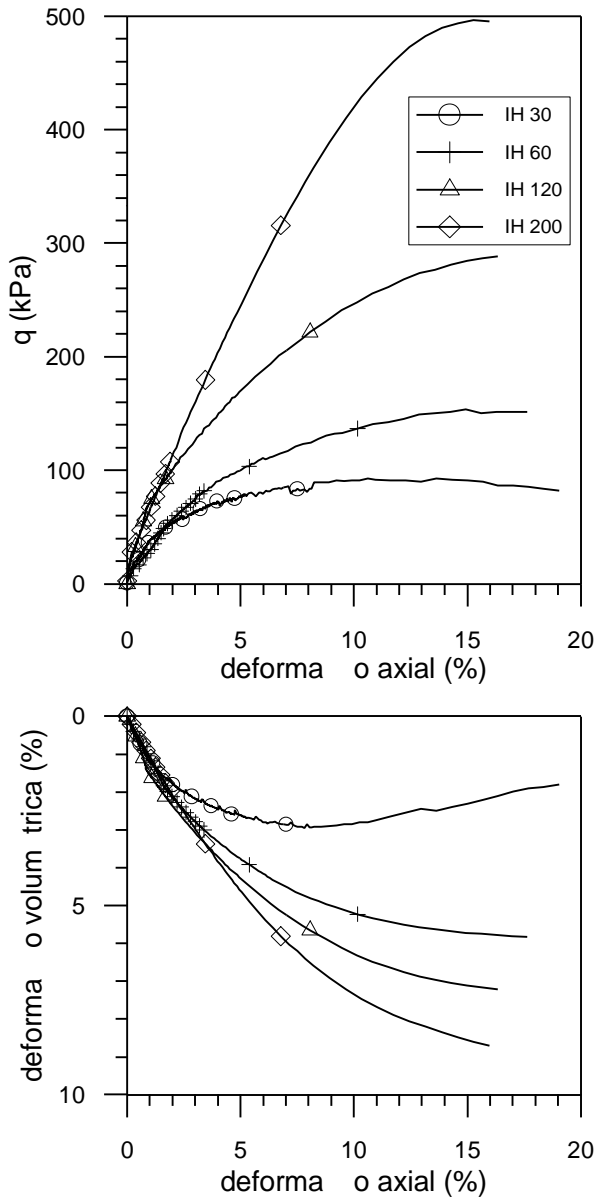 500
400
300
200
100
0
q (kPa)
IH 30
IH 60
IH 120
IH 200
0 5 10 15 20
deforma o axial (%)
0
5
10
deforma o volum trica (%)
0 5 10 15 20
deforma o axial (%)